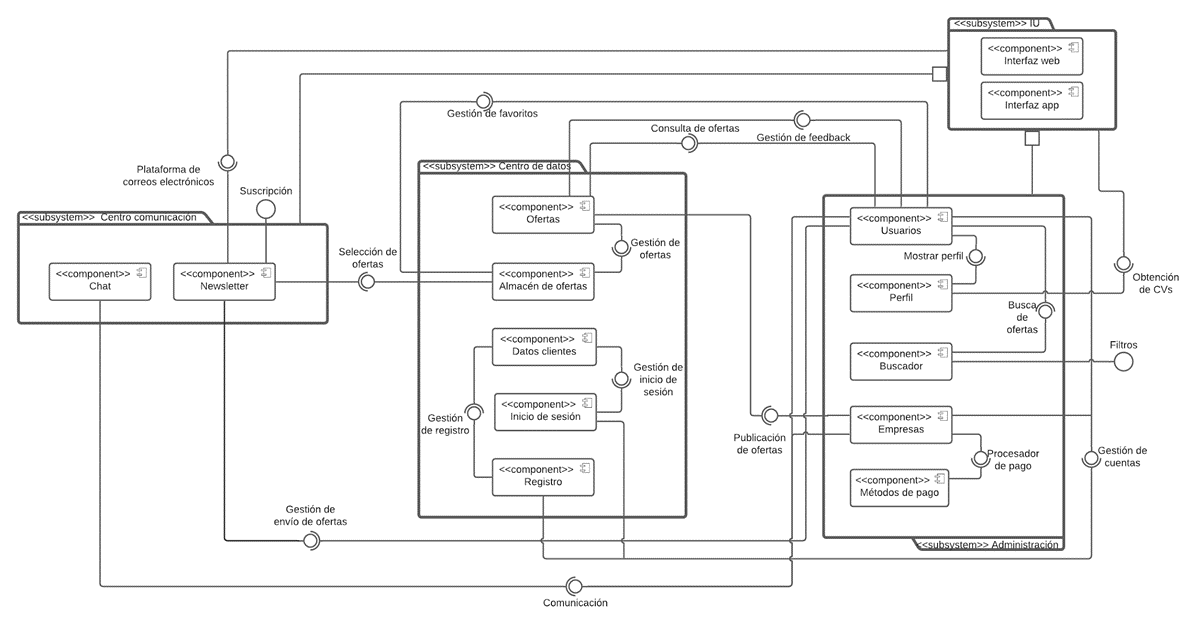 <<subsystem>> IU
<<component>>
Interfaz web
<<component>>
Interfaz app
Gestión de favoritos
Consulta de ofertas
Gestión de feedback
Plataforma de
correos electrónicos
Suscripción
<<subsystem>> Centro de datos
<<subsystem>> Centro comunicación
<<component>>
Chat
<<component>>
Newsletter
Selección de
ofertas
<<component>>
Ofertas
Gestión de
ofertas
<<component>>
Almacén de ofertas
<<component>>
Datos clientes
Gestión de
inicio de
sesión
<<component>>
Inicio de sesión
Gestión
de registro
<<component>>
Registro
<<component>>
Usuarios
Mostrar perfil
<<component>>
Perfil
Obtención
de CVs
Busca
de
ofertas
<<component>>
Buscador
Filtros
<<component>>
Empresas
Publicación
de ofertas
Procesador
de pago
Gestión de
cuentas
<<component>>
Métodos de pago
Gestión de
envío de ofertas
<<subsystem>> Administración
Comunicación